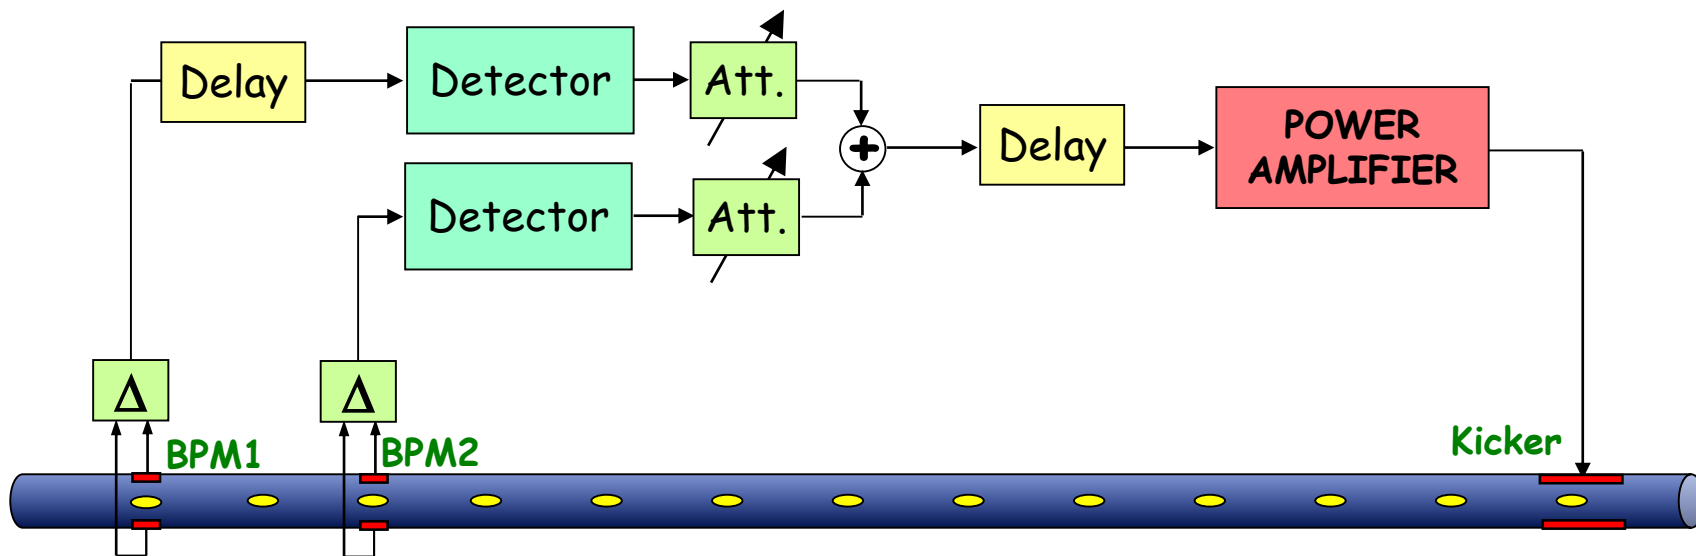 Delay
Detector
Att.
+
Delay
POWER
AMPLIFIER
Detector
Att.
Δ
Δ
BPM1
BPM2
Kicker